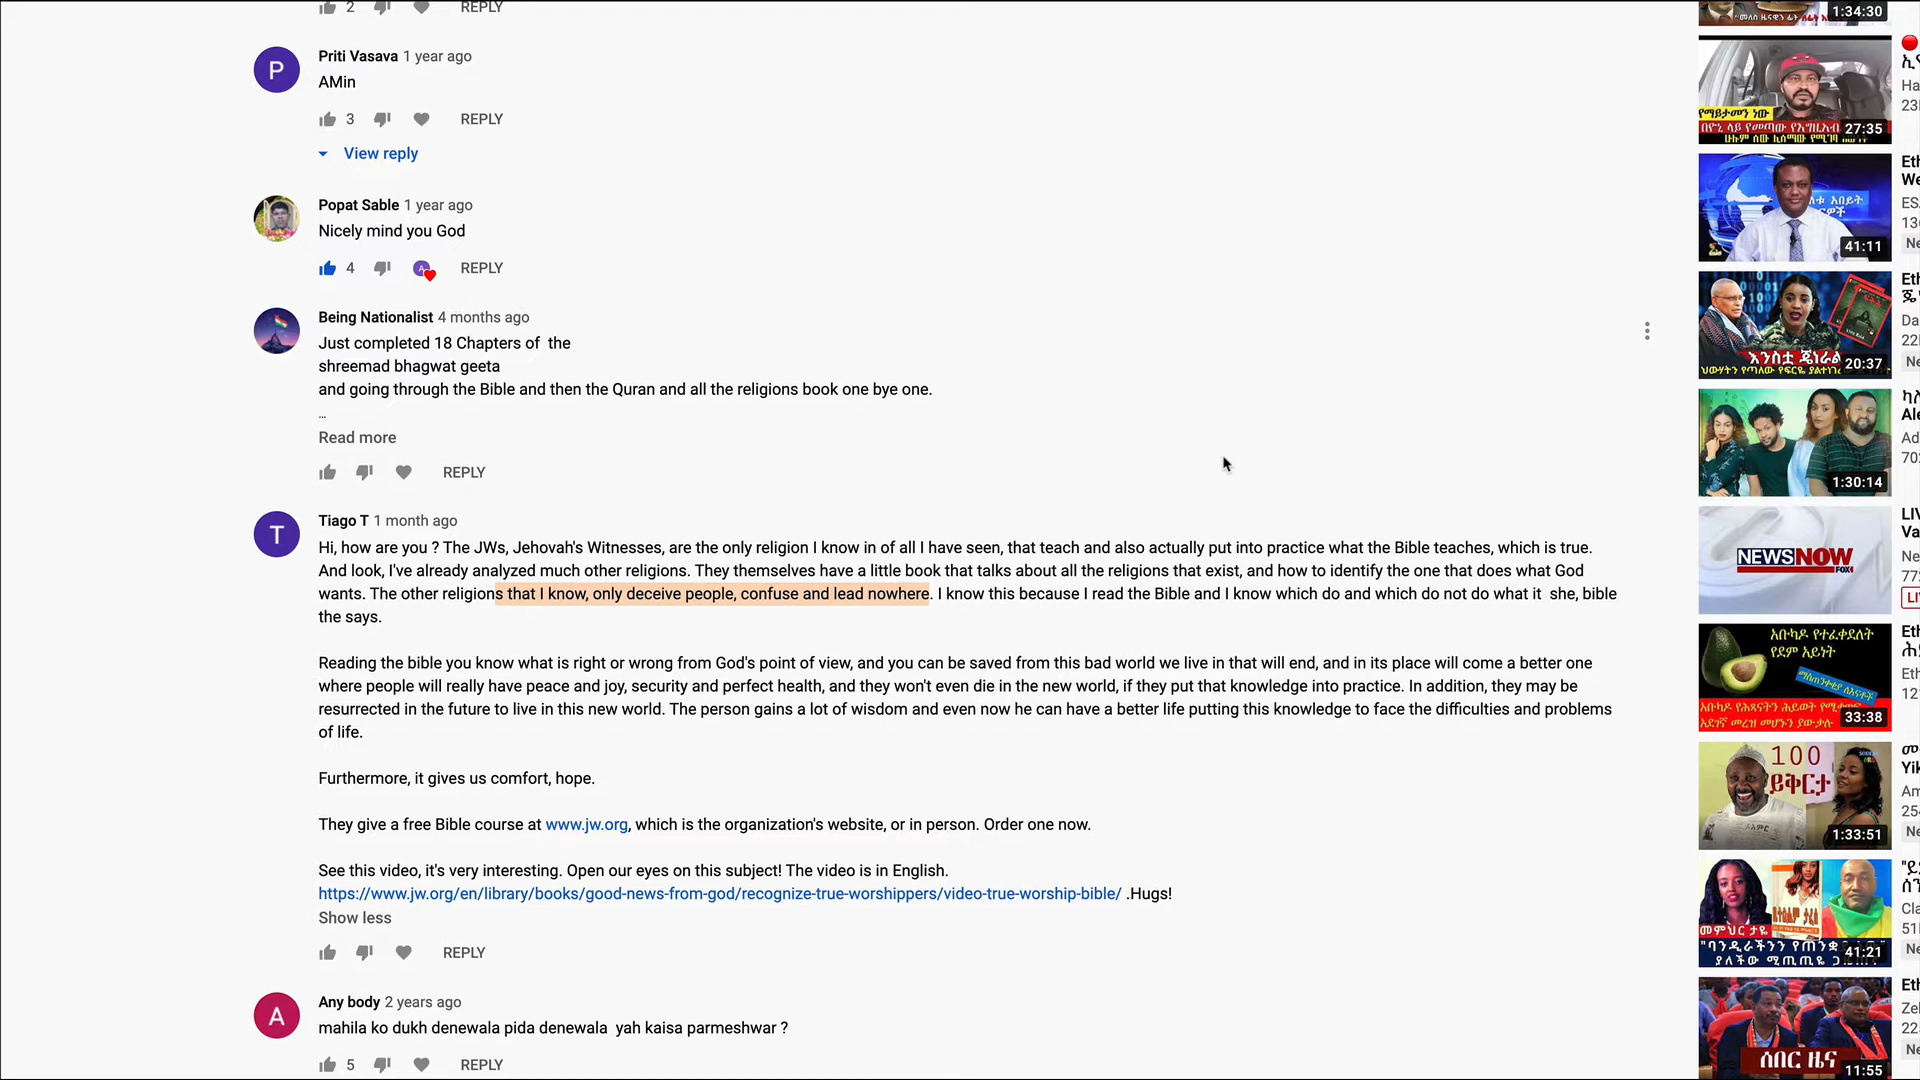 2 REPLY
P
Priti Vasava 1 year ago
AMin
3 REPLY
View reply
Popat Sable 1 year ago
Nicely mind you God
4 A REPLY
Being Nationalist 4 months ago
Just completed 18 Chapters of the
shreemad bhagwat geeta
and going through the Bible and then the Quran and all the religions book one bye one.
...
Read more
REPLY
T
Tiago T 1 month ago
Hi, how are you ? The JWs, Jehovah's Witnesses, are the only religion I know in of all I have seen, that teach and also actually put into practice what the Bible teaches, which is true.
And look, I've already analyzed much other religions. They themselves have a little book that talks about all the religions that exist, and how to identify the one that does what God
wants. The other religions that I know, only deceive people, confuse and lead nowhere. I know this because I read the Bible and I know which do and which do not do what it she, bible
the says.
Reading the bible you know what is right or wrong from God's point of view, and you can be saved from this bad world we live in that will end, and in its place will come a better one
where people will really have peace and joy, security and perfect health, and they won't even die in the new world, if they put that knowledge into practice. In addition, they may be
resurrected in the future to live in this new world. The person gains a lot of wisdom and even now he can have a better life putting this knowledge to face the difficulties and problems
of life.
Furthermore, it gives us comfort, hope.
They give a free Bible course at www.jw.org, which is the organization's website, or in person. Order one now.
See this video, it's very interesting. Open our eyes on this subject! The video is in English.
https://www.jw.org/en/library/books/good-news-from-god/recognize-true-worshippers/video-true-worship-bible/ .Hugs!
Show less
REPLY
A
Any body 2 years ago
mahila ko dukh denewala pida denewala yah kaisa parmeshwar ?
5 REPLY
1:34:30
የማይታመን ነው
27:35
41:11
እንስቷ ጄነራል
20:37
1:30:14
NEWSNOW
FOX
አቡካዶ የተፈቀደለት
የደም አይነት
33:38
100
ይቅርታ
1:33:51
መምህር ታዬ
41:21
ሰበር ዜና
11:55